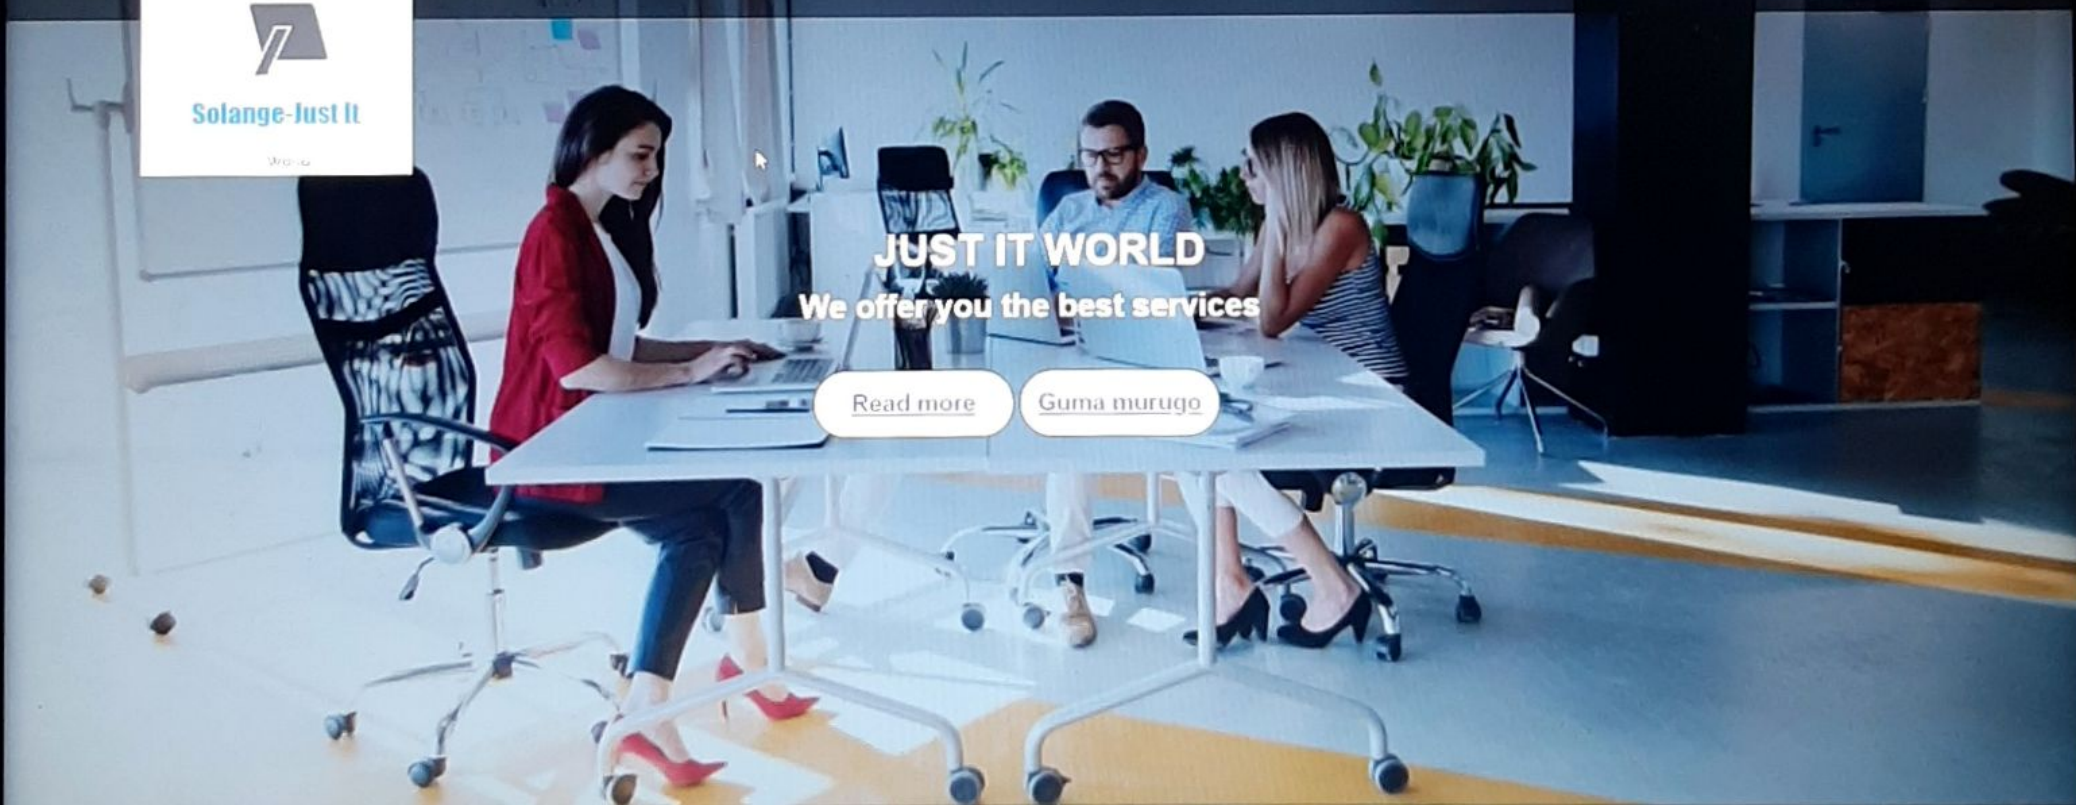 Solange-Just It
JUST IT WORLD
We offer you the best services
Read more
Guma murugo